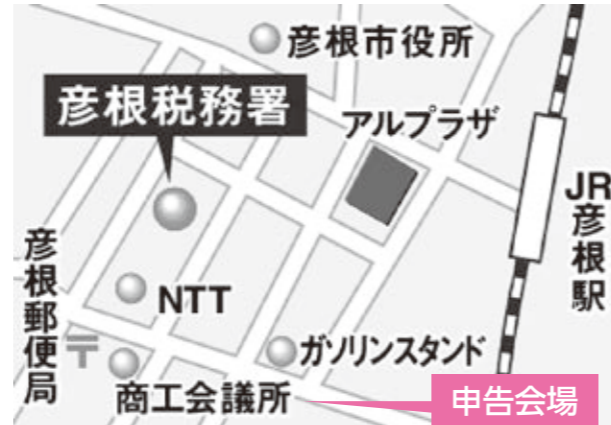 彦根市役所
彦根税務署
アルプラザ
JR彦根駅
彦根郵便局
〒
NTT
ガソリンスタンド
商工会議所
申告会場